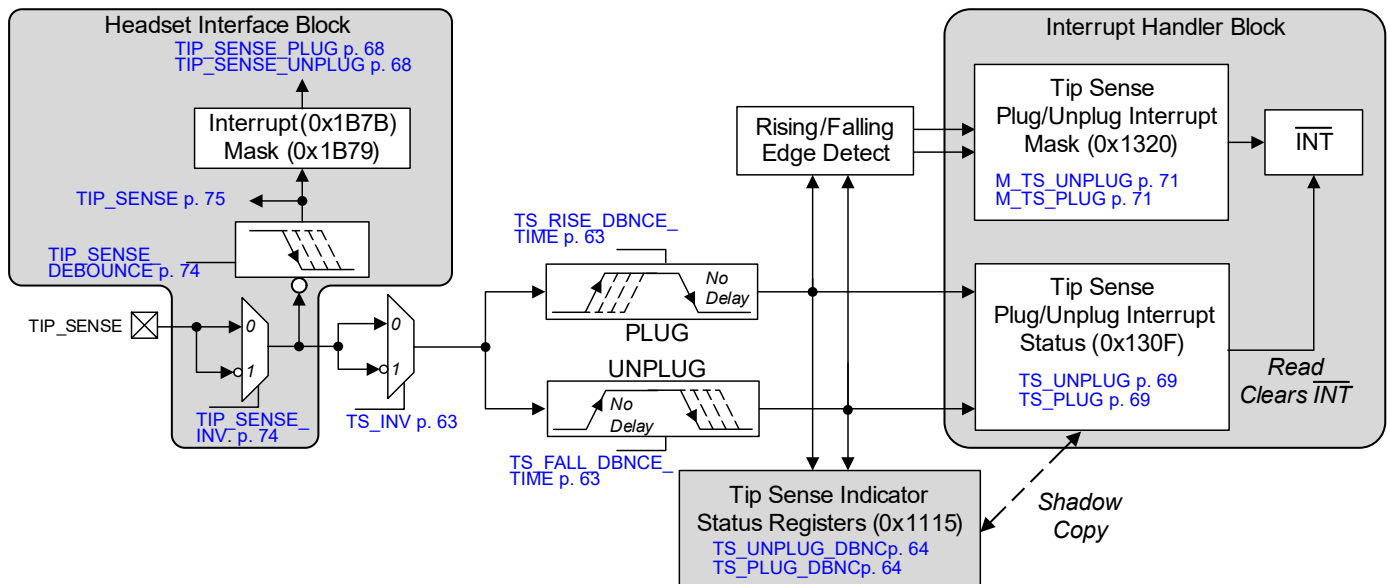 Headset Interface Block
TIP_SENSE_PLUG p. 68
TIP_SENSE_UNPLUG p. 68
Interrupt (0x1B7B)
Mask (0x1B79)
TIP_SENSE p. 75
TIP_SENSE_
DEBOUNCE p. 74
TIP_SENSE
0
1
TIP_SENSE_
INV. p. 74
0
1
TS_INV p. 63
TS_RISE_DBNCE_
TIME p. 63
No
Delay
PLUG
UNPLUG
No
Delay
TS_FALL_DBNCE_
TIME p. 63
Rising/Falling
Edge Detect
Tip Sense Indicator
Status Registers (0x1115)
TS_UNPLUG_DBNCp. 64
TS_PLUG_DBNCp. 64
Shadow
Copy
Interrupt Handler Block
Tip Sense
Plug/Unplug Interrupt
Mask (0x1320)
M_TS_UNPLUG p. 71
M_TS_PLUG p. 71
INT
Tip Sense
Plug/Unplug Interrupt
Status (0x130F)
TS_UNPLUG p. 69
TS_PLUG p. 69
Read
Clears INT